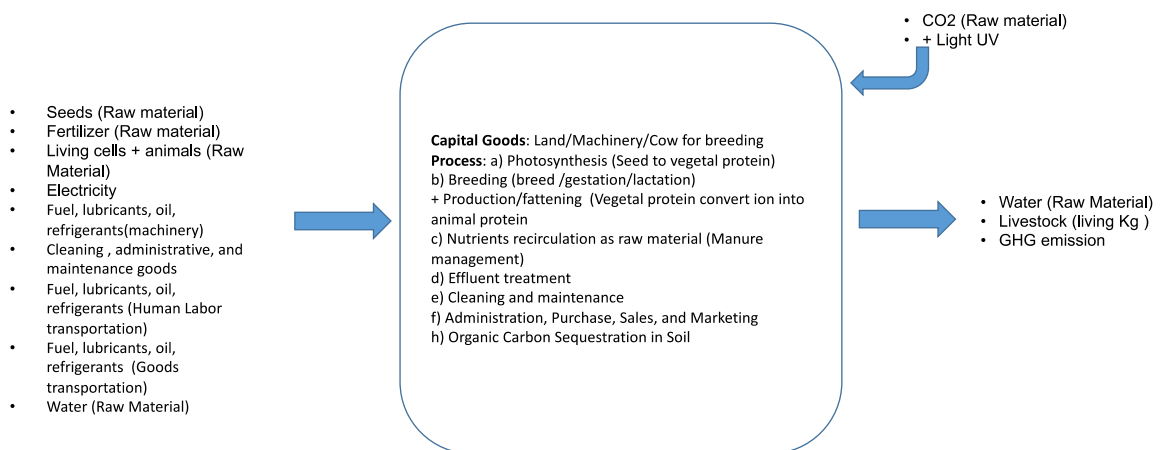 • CO2 (Raw material)
• + Light UV
• Seeds (Raw material)
• Fertilizer (Raw material)
• Living cells + animals (Raw
Material)
• Electricity
• Fuel, lubricants, oil,
refrigerants(machinery)
• Cleaning , administrative, and
maintenance goods
• Fuel, lubricants, oil,
refrigerants (Human Labor
transportation)
• Fuel, lubricants, oil,
refrigerants (Goods
transportation)
• Water (Raw Material)
Capital Goods: Land/Machinery/Cow for breeding
Process: a) Photosynthesis (Seed to vegetal protein)
b) Breeding (breed /gestation/lactation)
+ Production/fattening (Vegetal protein convert ion into
animal protein
c) Nutrients recirculation as raw material (Manure
management)
d) Effluent treatment
e) Cleaning and maintenance
f) Administration, Purchase, Sales, and Marketing
h) Organic Carbon Sequestration in Soil
• Water (Raw Material)
• Livestock (living Kg )
• GHG emission